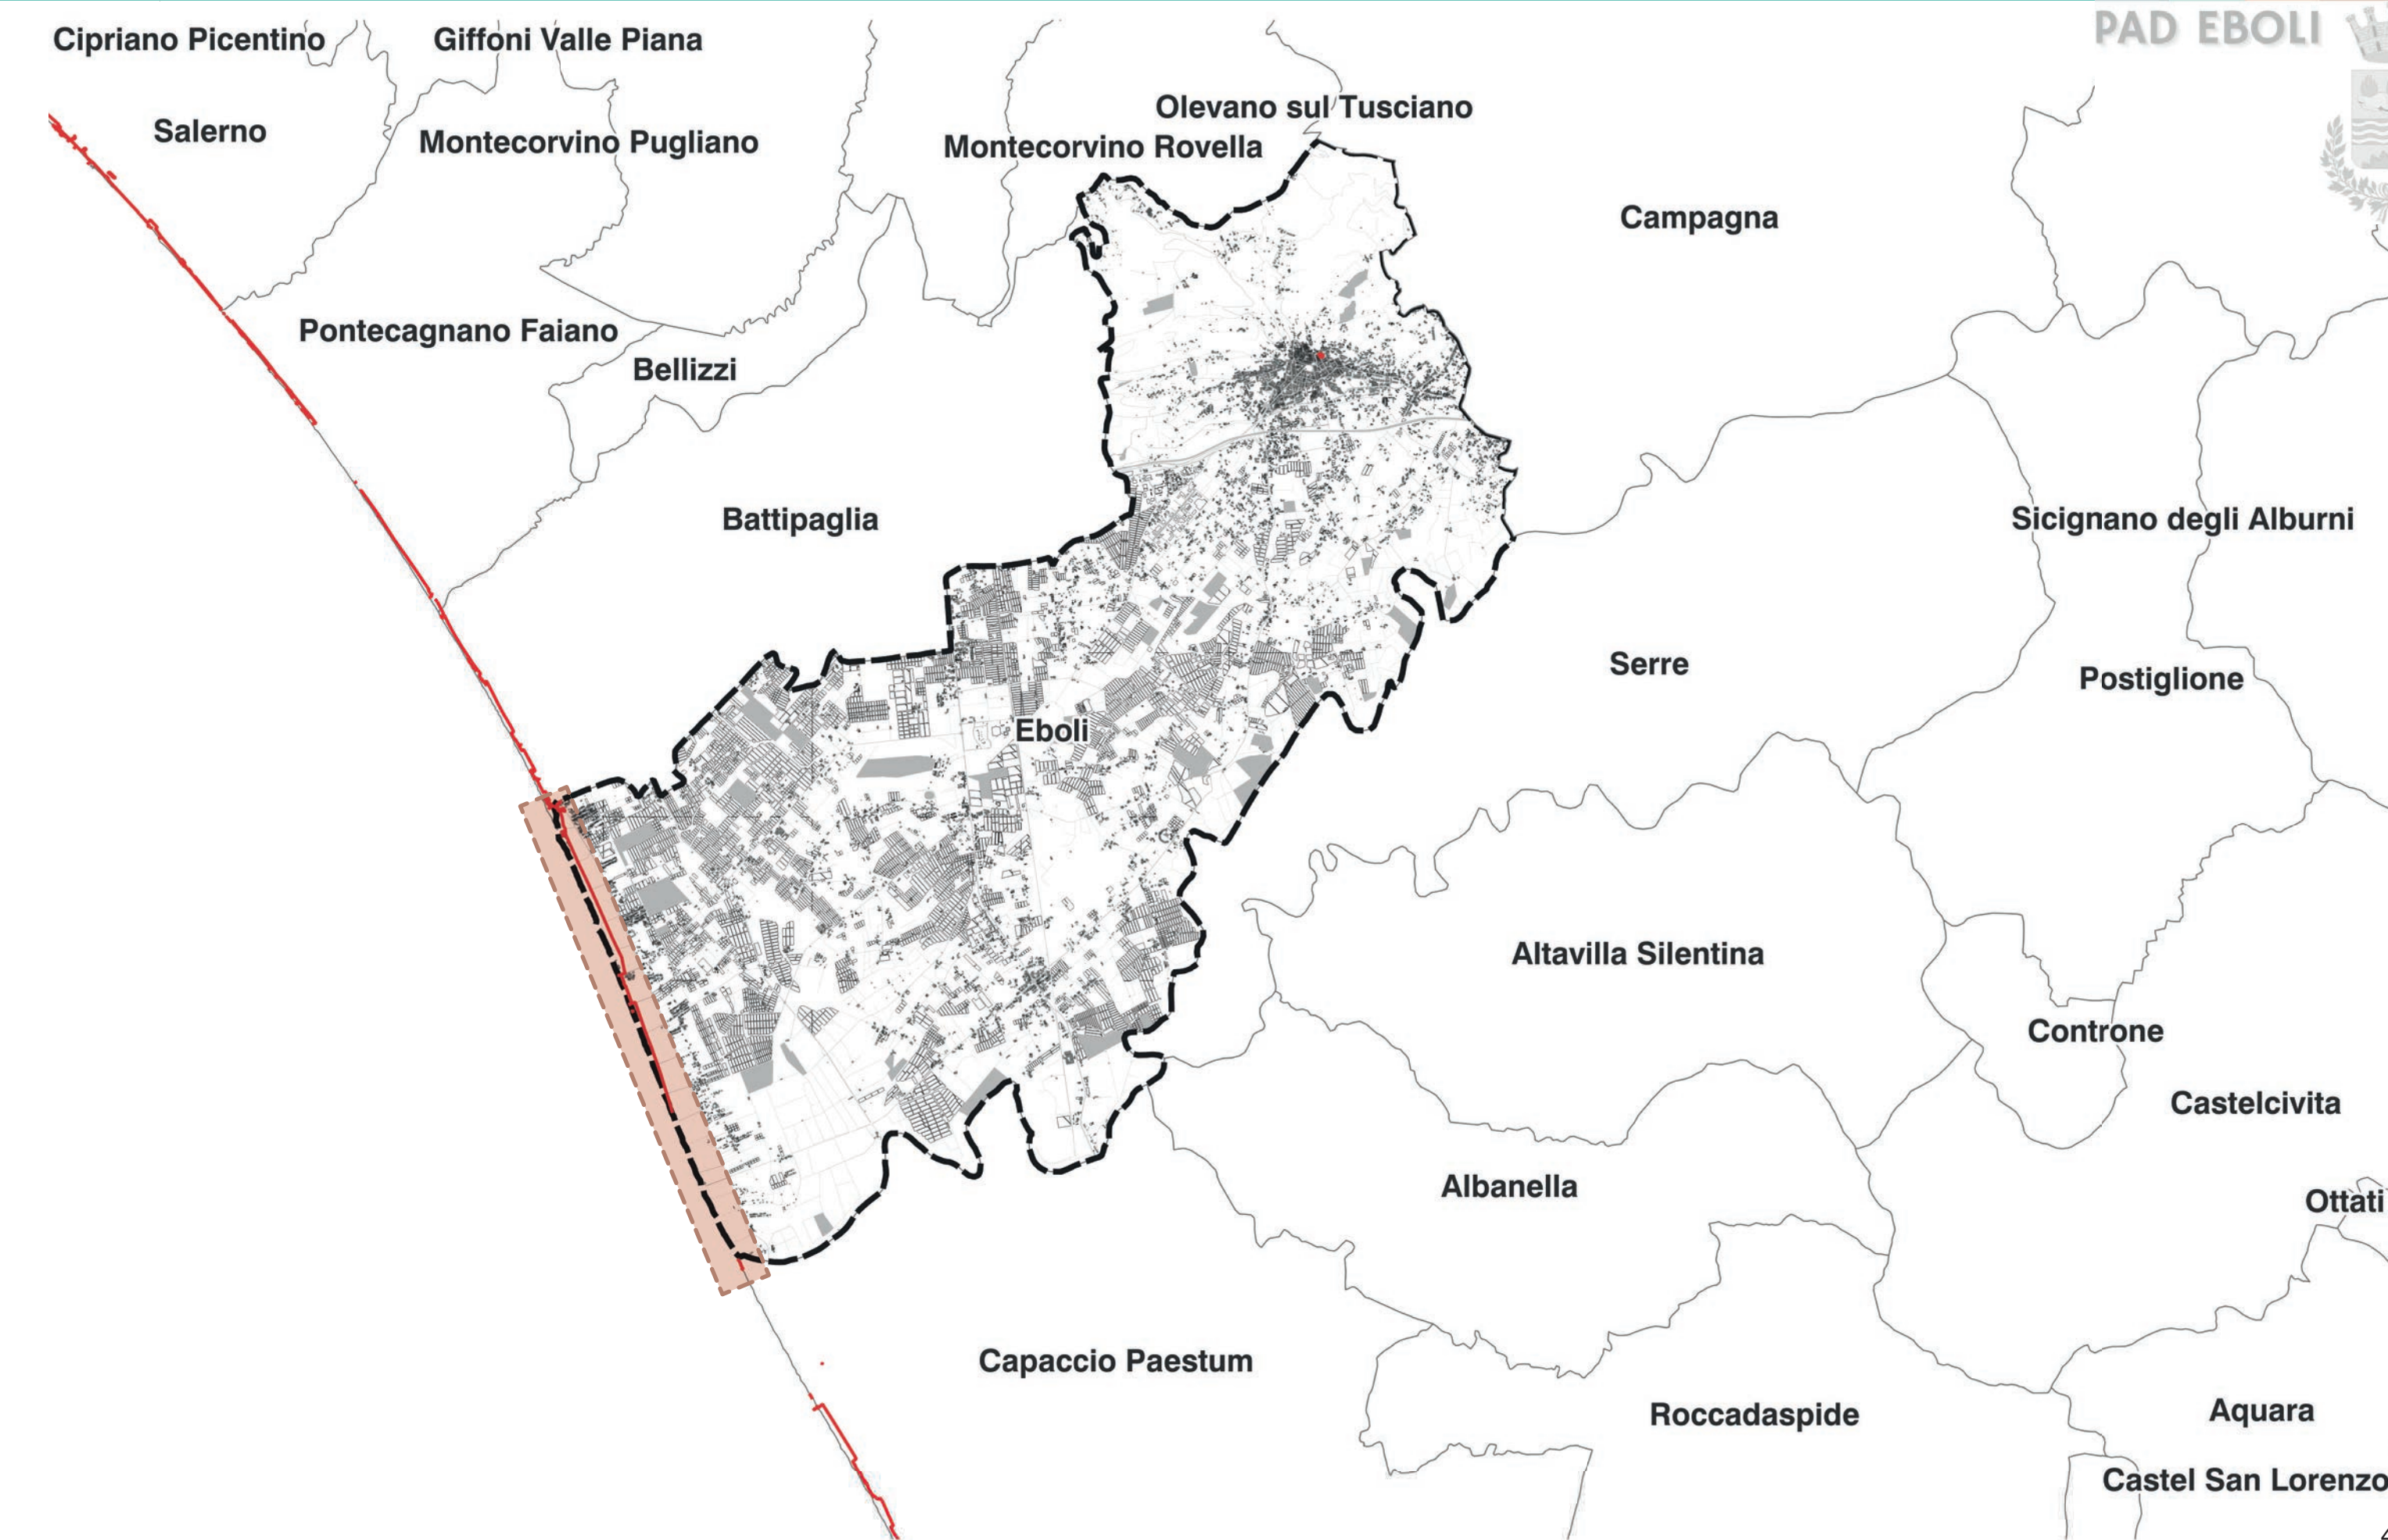 PAD EBOLI
Cipriano Picentino
Giffoni Valle Piana
Olevano sul Tusciano
Salerno
Montecorvino Pugliano
Montecorvino Rovella
Campagna
Pontecagnano Faiano
Bellizzi
Battipaglia
Sicignano degli Alburni
Serre
Postiglione
Eboli
Altavilla Silentina
Controne
Castelcivita
Albanella
Ottati
Capaccio Paestum
Roccadaspide
Aquara
Castel San Lorenzo